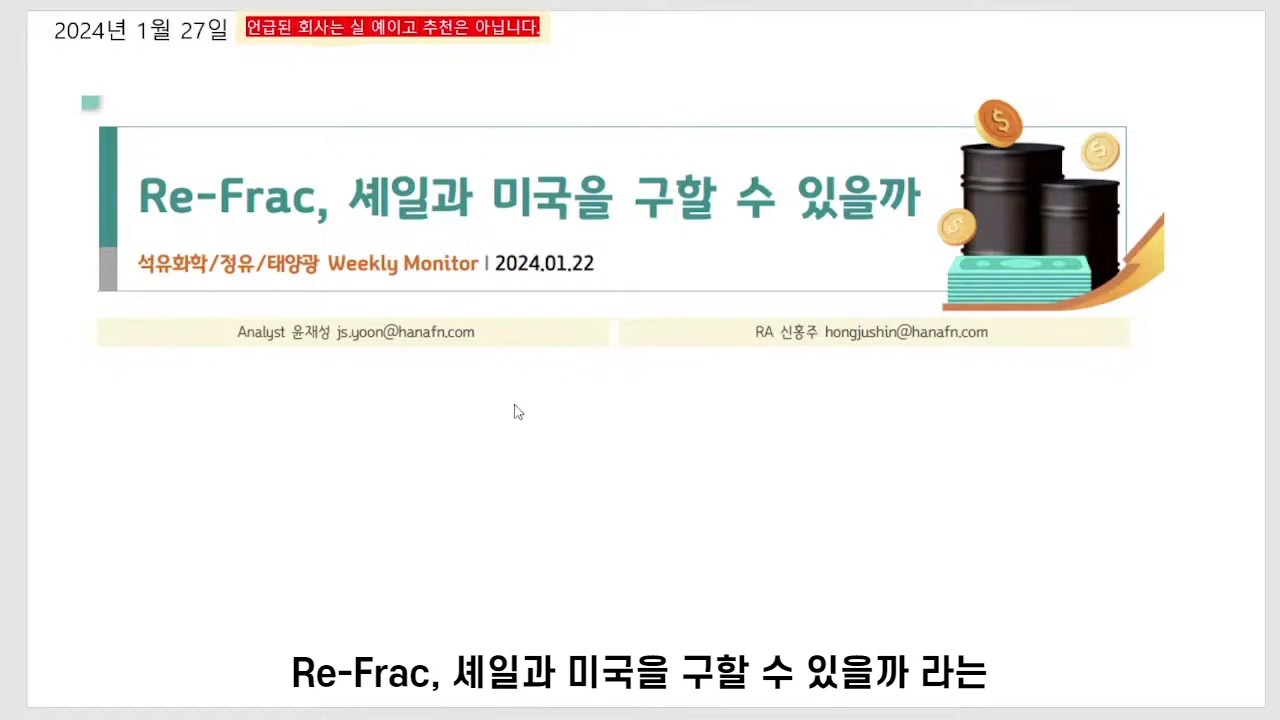 2024년 1월 27일 언급된 회사는 실 예이고 추천은 아닙니다.
Re-Frac, 셰일과 미국을 구할 수 있을까
석유화학/정유/태양광 Weekly Monitor | 2024.01.22
Analyst 윤재성 js.yoon@hanafn.com RA 신홍주 hongjushin@hanafn.com
Re-Frac, 셰일과 미국을 구할 수 있을까 라는